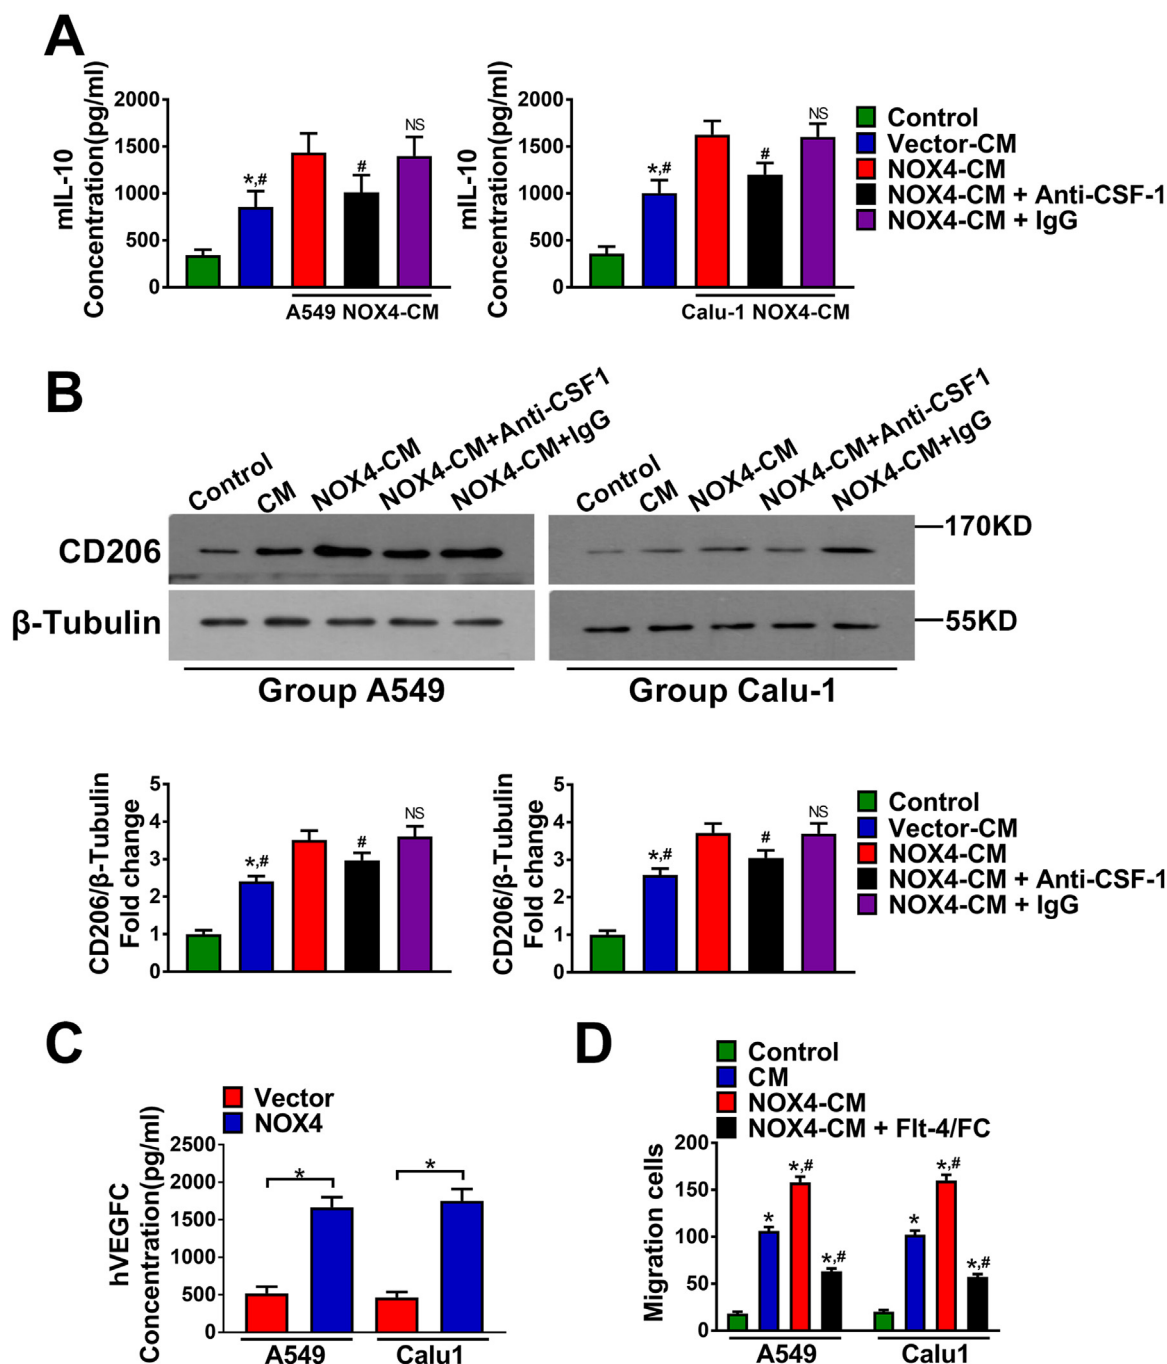 A
mIL-10
Concentration(pg/ml)
2000
1500
1000
500
0
*,#
#
NS
A549 NOX4-CM
mIL-10
Concentration(pg/ml)
2000
1500
1000
500
0
*,#
#
NS
Calu-1 NOX4-CM
Control
Vector-CM
NOX4-CM
NOX4-CM + Anti-CSF-1
NOX4-CM + IgG
B
Control
CM
NOX4-CM
NOX4-CM+Anti-CSF1
NOX4-CM+IgG
Control
CM
NOX4-CM
NOX4-CM+Anti-CSF1
NOX4-CM+IgG
CD206
170KD
β-Tubulin
55KD
Group A549
Group Calu-1
CD206/β-Tubulin
Fold change
5
4
3
2
1
0
*,#
#
NS
CD206/β-Tubulin
Fold change
5
4
3
2
1
0
*,#
#
NS
Control
Vector-CM
NOX4-CM
NOX4-CM + Anti-CSF-1
NOX4-CM + IgG
C
Vector
NOX4
hVEGFC
Concentration(pg/ml)
2500
2000
1500
1000
500
0
*
*
A549
Calu1
D
Control
CM
NOX4-CM
NOX4-CM + Flt-4/FC
Migration cells
200
150
100
50
0
*
*,#
*,#
*
*,#
*,#
A549
Calu1